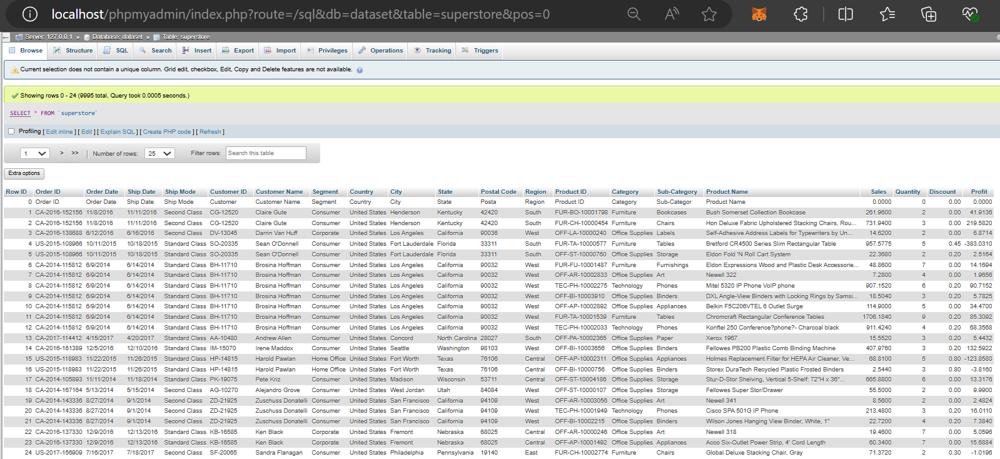 localhost/phpmyadmin/index.php?route=/sql&db=dataset&table=superstore&pos=0
Server: 127.0.0.1 » Database: dataset » Table: superstore
Browse Structure SQL Search Insert Export Import Privileges Operations Tracking Triggers
Current selection does not contain a unique column. Grid edit, checkbox, Edit, Copy and Delete features are not available.
Showing rows 0 - 24 (9995 total, Query took 0.0005 seconds.)
SELECT * FROM `superstore`
Profiling [ Edit inline ] [ Edit ] [ Explain SQL ] [ Create PHP code ] [ Refresh ]
1 > >> | Number of rows: 25 Filter rows: Search this table
Extra options
Row ID Order ID Order Date Ship Date Ship Mode Customer ID Customer Name Segment Country City State Postal Code Region Product ID Category Sub-Category Product Name Sales Quantity Discount Profit
0 Order ID Order Date Ship Date Ship Mode Customer Customer Name Segment Country City State Posta Region Product ID Category Sub-Categor Product Name 0.0000 0 0.00 0.0000
1 CA-2016-152156 11/8/2016 11/11/2016 Second Class CG-12520 Claire Gute Consumer United States Henderson Kentucky 42420 South FUR-BO-10001798 Furniture Bookcases Bush Somerset Collection Bookcase 261.9600 2 0.00 41.9136
2 CA-2016-152156 11/8/2016 11/11/2016 Second Class CG-12520 Claire Gute Consumer United States Henderson Kentucky 42420 South FUR-CH-10000454 Furniture Chairs Hon Deluxe Fabric Upholstered Stacking Chairs, Rou... 731.9400 3 0.00 219.5820
3 CA-2016-138688 6/12/2016 6/16/2016 Second Class DV-13045 Darrin Van Huff Corporate United States Los Angeles California 90036 West OFF-LA-10000240 Office Supplies Labels Self-Adhesive Address Labels for Typewriters by Un... 14.6200 2 0.00 6.8714
4 US-2015-108966 10/11/2015 10/18/2015 Standard Class SO-20335 Sean O'Donnell Consumer United States Fort Lauderdale Florida 33311 South FUR-TA-10000577 Furniture Tables Bretford CR4500 Series Slim Rectangular Table 957.5775 5 0.45 -383.0310
5 US-2015-108966 10/11/2015 10/18/2015 Standard Class SO-20335 Sean O'Donnell Consumer United States Fort Lauderdale Florida 33311 South OFF-ST-10000760 Office Supplies Storage Eldon Fold 'N Roll Cart System 22.3680 2 0.20 2.5164
6 CA-2014-115812 6/9/2014 6/14/2014 Standard Class BH-11710 Brosina Hoffman Consumer United States Los Angeles California 90032 West FUR-FU-10001487 Furniture Furnishings Eldon Expressions Wood and Plastic Desk Accessorie... 48.8600 7 0.00 14.1694
7 CA-2014-115812 6/9/2014 6/14/2014 Standard Class BH-11710 Brosina Hoffman Consumer United States Los Angeles California 90032 West OFF-AR-10002833 Office Supplies Art Newell 322 7.2800 4 0.00 1.9656
8 CA-2014-115812 6/9/2014 6/14/2014 Standard Class BH-11710 Brosina Hoffman Consumer United States Los Angeles California 90032 West TEC-PH-10002275 Technology Phones Mitel 5320 IP Phone VoIP phone 907.1520 6 0.20 90.7152
9 CA-2014-115812 6/9/2014 6/14/2014 Standard Class BH-11710 Brosina Hoffman Consumer United States Los Angeles California 90032 West OFF-BI-10003910 Office Supplies Binders DXL Angle-View Binders with Locking Rings by Samsi... 18.5040 3 0.20 5.7825
10 CA-2014-115812 6/9/2014 6/14/2014 Standard Class BH-11710 Brosina Hoffman Consumer United States Los Angeles California 90032 West OFF-AP-10002892 Office Supplies Appliances Belkin F5C206VTEL 6 Outlet Surge 114.9000 5 0.00 34.4700
11 CA-2014-115812 6/9/2014 6/14/2014 Standard Class BH-11710 Brosina Hoffman Consumer United States Los Angeles California 90032 West FUR-TA-10001539 Furniture Tables Chromcraft Rectangular Conference Tables 1706.1840 9 0.20 85.3092
12 CA-2014-115812 6/9/2014 6/14/2014 Standard Class BH-11710 Brosina Hoffman Consumer United States Los Angeles California 90032 West TEC-PH-10002033 Technology Phones Konftel 250 Conference?phone?- Charcoal black 911.4240 4 0.20 68.3568
13 CA-2017-114412 4/15/2017 4/20/2017 Standard Class AA-10480 Andrew Allen Consumer United States Concord North Carolina 28027 South OFF-PA-10002365 Office Supplies Paper Xerox 1967 15.5520 3 0.20 5.4432
14 CA-2016-161389 12/5/2016 12/10/2016 Standard Class IM-15070 Irene Maddox Consumer United States Seattle Washington 98103 West OFF-BI-10003656 Office Supplies Binders Fellowes PB200 Plastic Comb Binding Machine 407.9760 3 0.20 132.5922
15 US-2015-118983 11/22/2015 11/26/2015 Standard Class HP-14815 Harold Pawlan Home Office United States Fort Worth Texas 76106 Central OFF-AP-10002311 Office Supplies Appliances Holmes Replacement Filter for HEPA Air Cleaner, Ve... 68.8100 5 0.80 -123.8580
16 US-2015-118983 11/22/2015 11/26/2015 Standard Class HP-14815 Harold Pawlan Home Office United States Fort Worth Texas 76106 Central OFF-BI-10000756 Office Supplies Binders Storex DuraTech Recycled Plastic Frosted Binders 2.5440 3 0.80 -3.8160
17 CA-2014-105893 11/11/2014 11/18/2014 Standard Class PK-19075 Pete Kriz Consumer United States Madison Wisconsin 53711 Central OFF-ST-10004186 Office Supplies Storage Stur-D-Stor Shelving, Vertical 5-Shelf: 72"H x 36"... 665.8800 6 0.00 13.3176
18 CA-2014-167164 5/13/2014 5/15/2014 Second Class AG-10270 Alejandro Grove Consumer United States West Jordan Utah 84084 West OFF-ST-10000107 Office Supplies Storage Fellowes Super Stor/Drawer 55.5000 2 0.00 9.9900
19 CA-2014-143336 8/27/2014 9/1/2014 Second Class ZD-21925 Zuschuss Donatelli Consumer United States San Francisco California 94109 West OFF-AR-10003056 Office Supplies Art Newell 341 8.5600 2 0.00 2.4824
20 CA-2014-143336 8/27/2014 9/1/2014 Second Class ZD-21925 Zuschuss Donatelli Consumer United States San Francisco California 94109 West TEC-PH-10001949 Technology Phones Cisco SPA 501G IP Phone 213.4800 3 0.20 16.0110
21 CA-2014-143336 8/27/2014 9/1/2014 Second Class ZD-21925 Zuschuss Donatelli Consumer United States San Francisco California 94109 West OFF-BI-10002215 Office Supplies Binders Wilson Jones Hanging View Binder, White, 1" 22.7200 4 0.20 7.3840
22 CA-2016-137330 12/9/2016 12/13/2016 Standard Class KB-16585 Ken Black Corporate United States Fremont Nebraska 68025 Central OFF-AR-10000246 Office Supplies Art Newell 318 19.4600 7 0.00 5.0596
23 CA-2016-137330 12/9/2016 12/13/2016 Standard Class KB-16585 Ken Black Corporate United States Fremont Nebraska 68025 Central OFF-AP-10001492 Office Supplies Appliances Acco Six-Outlet Power Strip, 4' Cord Length 60.3400 7 0.00 15.6884
24 US-2017-156909 7/16/2017 7/18/2017 Second Class SF-20065 Sandra Flanagan Consumer United States Philadelphia Pennsylvania 19140 East FUR-CH-10002774 Furniture Chairs Global Deluxe Stacking Chair, Gray 71.3720 2 0.30 -1.0196